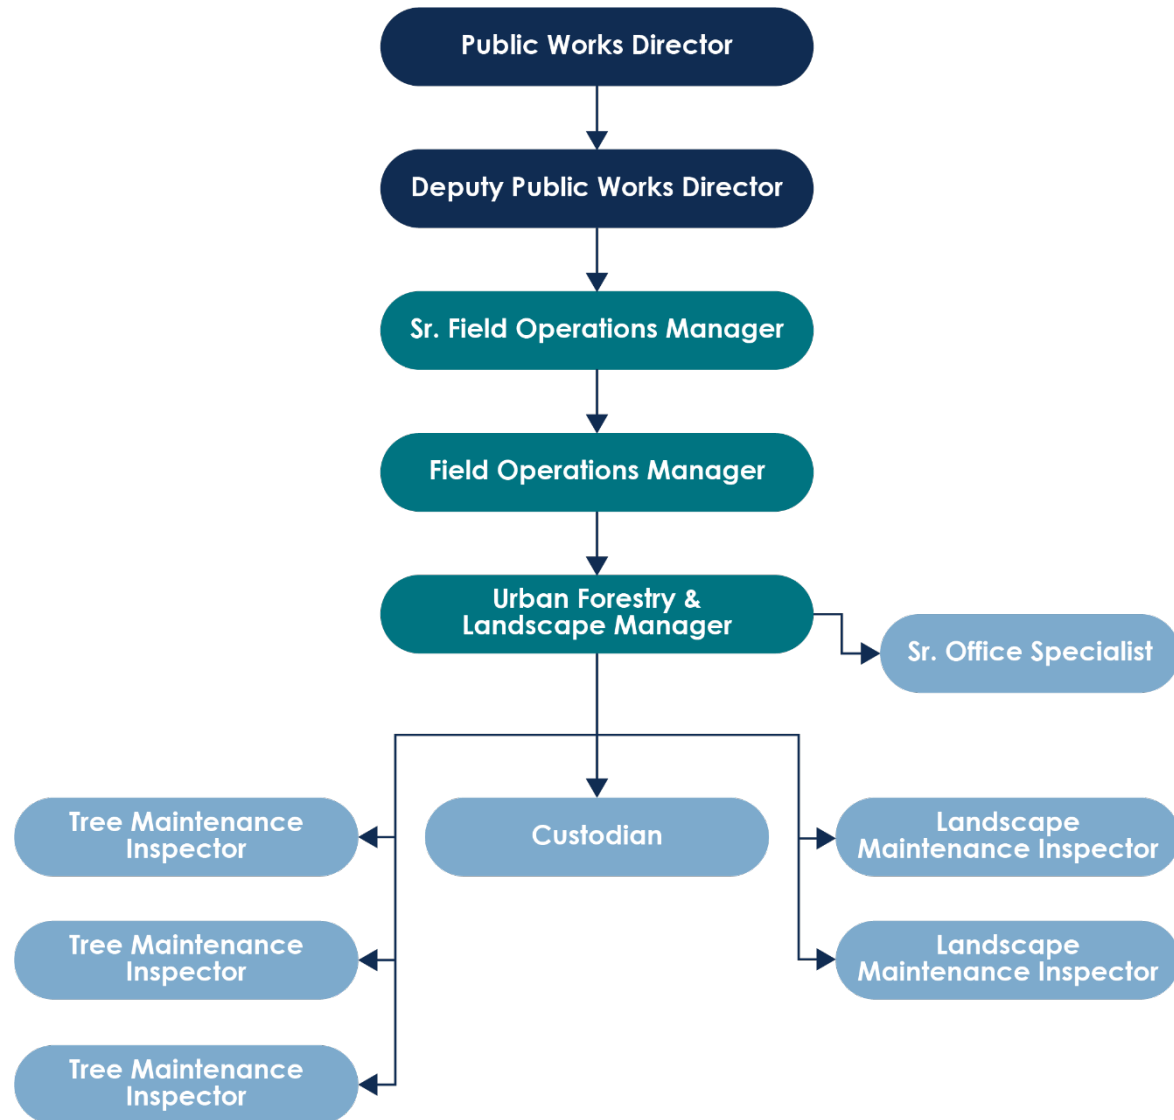 Public Works Director
Deputy Public Works Director
Sr. Field Operations Manager
Field Operations Manager
Urban Forestry &
Landscape Manager
Sr. Office Specialist
Tree Maintenance
Inspector
Custodian
Landscape
Maintenance Inspector
Tree Maintenance
Inspector
Landscape
Maintenance Inspector
Tree Maintenance
Inspector